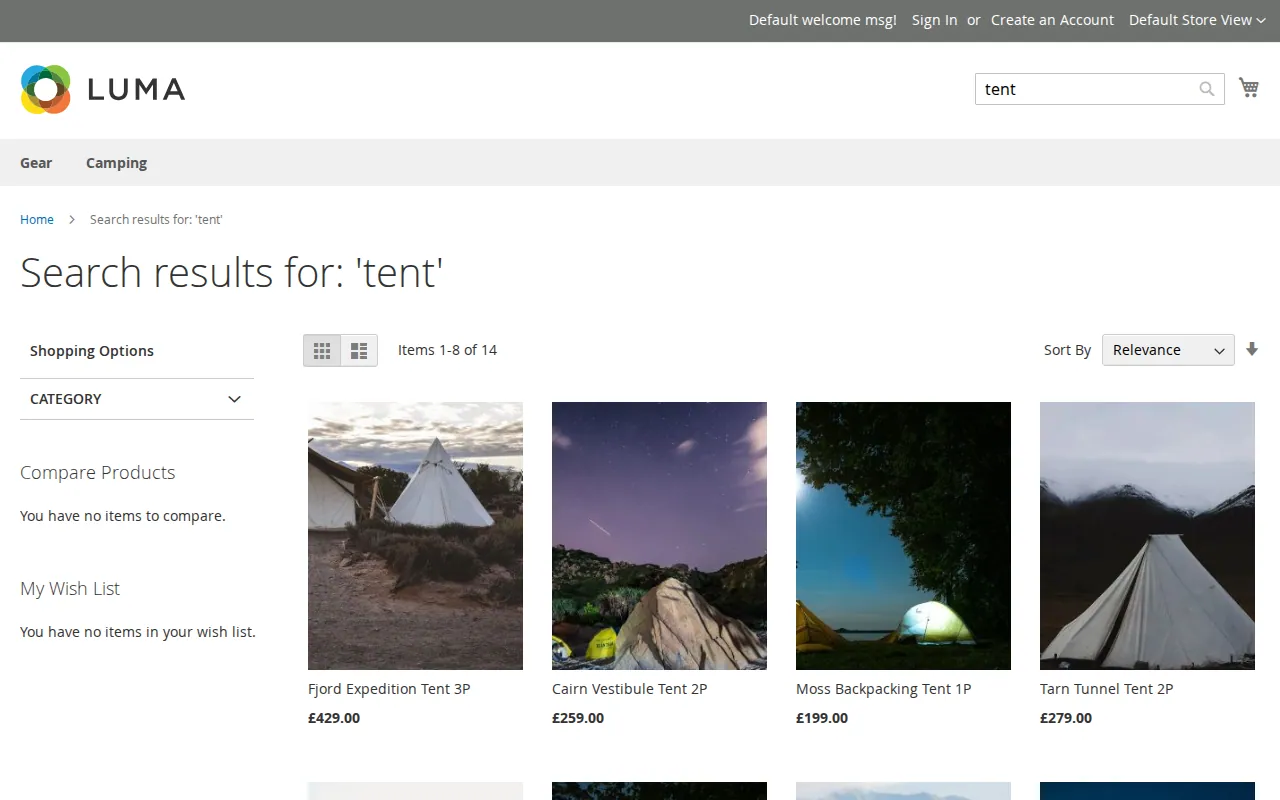 Default welcome msg! Sign In or Create an Account Default Store View
LUMA
tent
Gear Camping
Home Search results for: 'tent'
Search results for: 'tent'
Shopping Options
Items 1-8 of 14
Sort By Relevance
CATEGORY
Compare Products
You have no items to compare.
My Wish List
You have no items in your wish list.
Fjord Expedition Tent 3P
£429.00
Cairn Vestibule Tent 2P
£259.00
Moss Backpacking Tent 1P
£199.00
Tarn Tunnel Tent 2P
£279.00